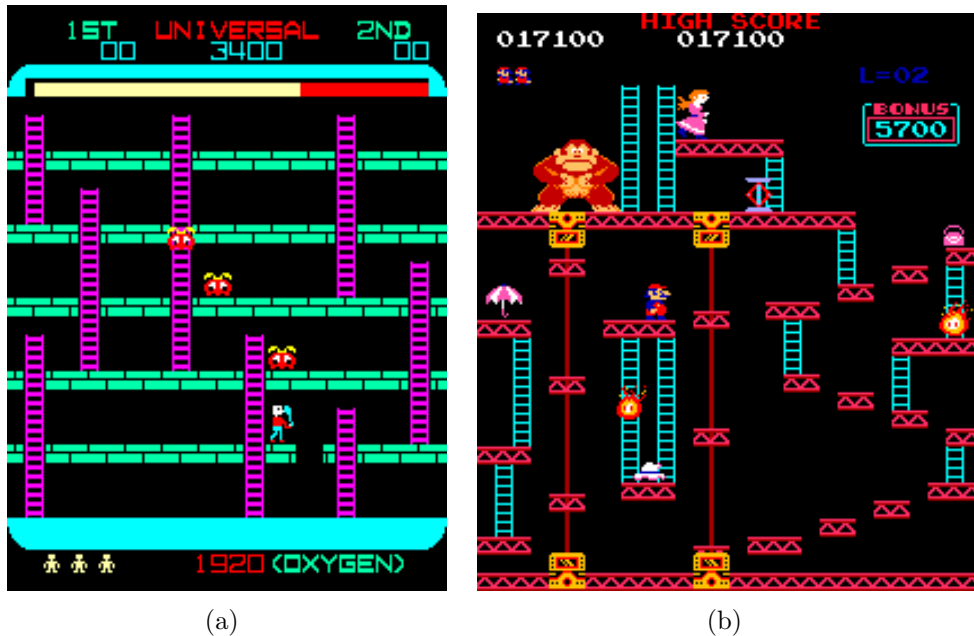 1ST UNIVERSAL 2ND
00 3400 00
1920 (OXYGEN)
(a)
HIGH SCORE
017100 017100
L=02
BONUS
5700
(b)